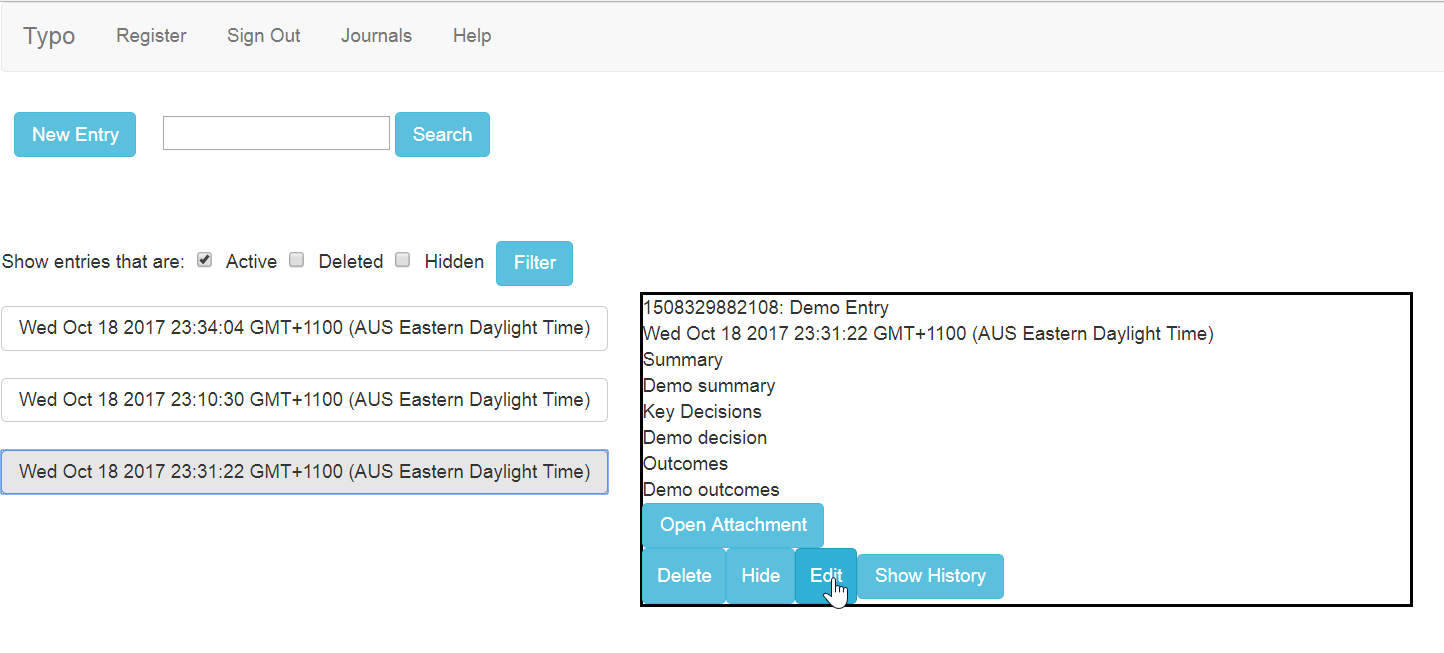 Typo Register Sign Out Journals Help
New Entry Search
Show entries that are: Active Deleted Hidden Filter
Wed Oct 18 2017 23:34:04 GMT+1100 (AUS Eastern Daylight Time)
Wed Oct 18 2017 23:10:30 GMT+1100 (AUS Eastern Daylight Time)
Wed Oct 18 2017 23:31:22 GMT+1100 (AUS Eastern Daylight Time)
1508329882108: Demo Entry
Wed Oct 18 2017 23:31:22 GMT+1100 (AUS Eastern Daylight Time)
Summary
Demo summary
Key Decisions
Demo decision
Outcomes
Demo outcomes
Open Attachment
Delete Hide Edit Show History